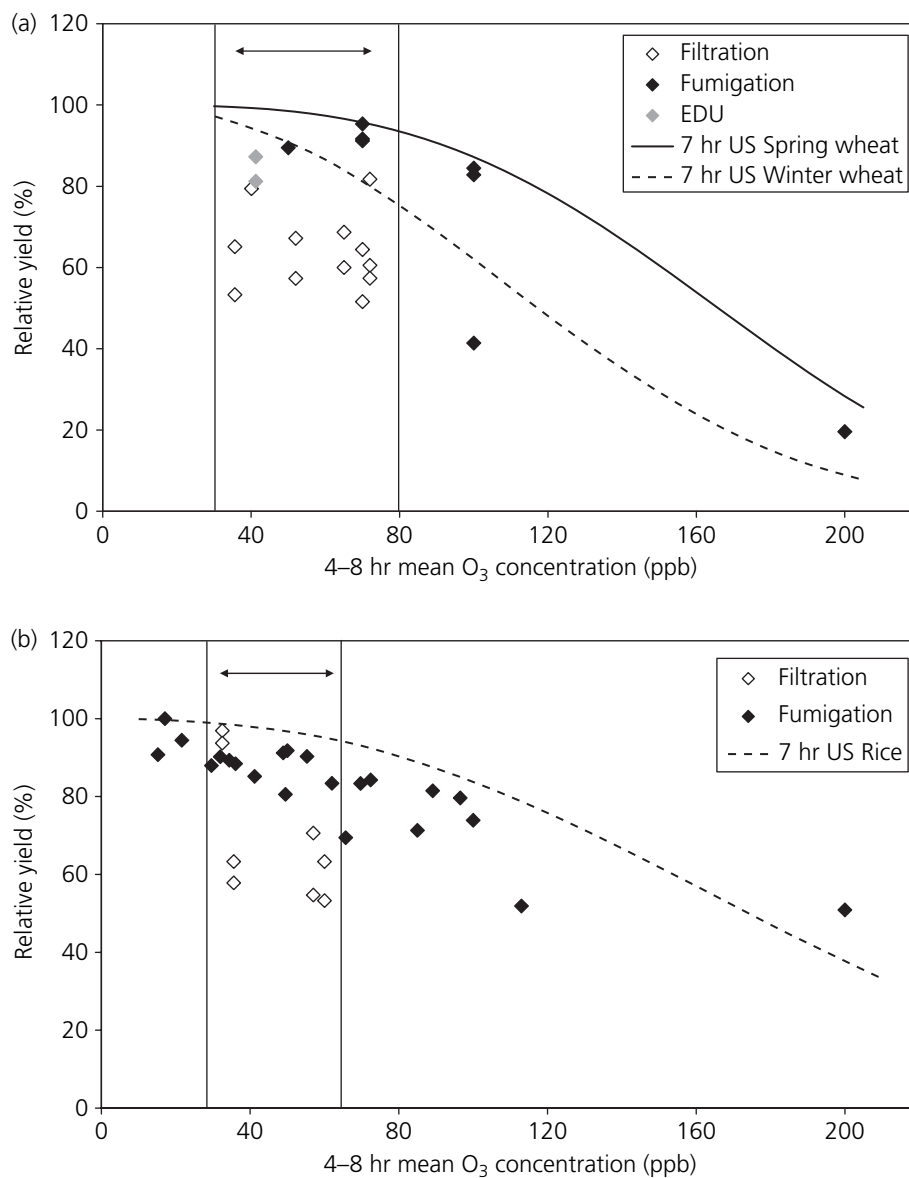 (a)
120
100
80
60
40
20
0
Relative yield (%)
Filtration
Fumigation
EDU
7 hr US Spring wheat
7 hr US Winter wheat
0 40 80 120 160 200
4–8 hr mean O₃ concentration (ppb)
(b)
120
100
80
60
40
20
0
Relative yield (%)
Filtration
Fumigation
7 hr US Rice
0 40 80 120 160 200
4–8 hr mean O₃ concentration (ppb)